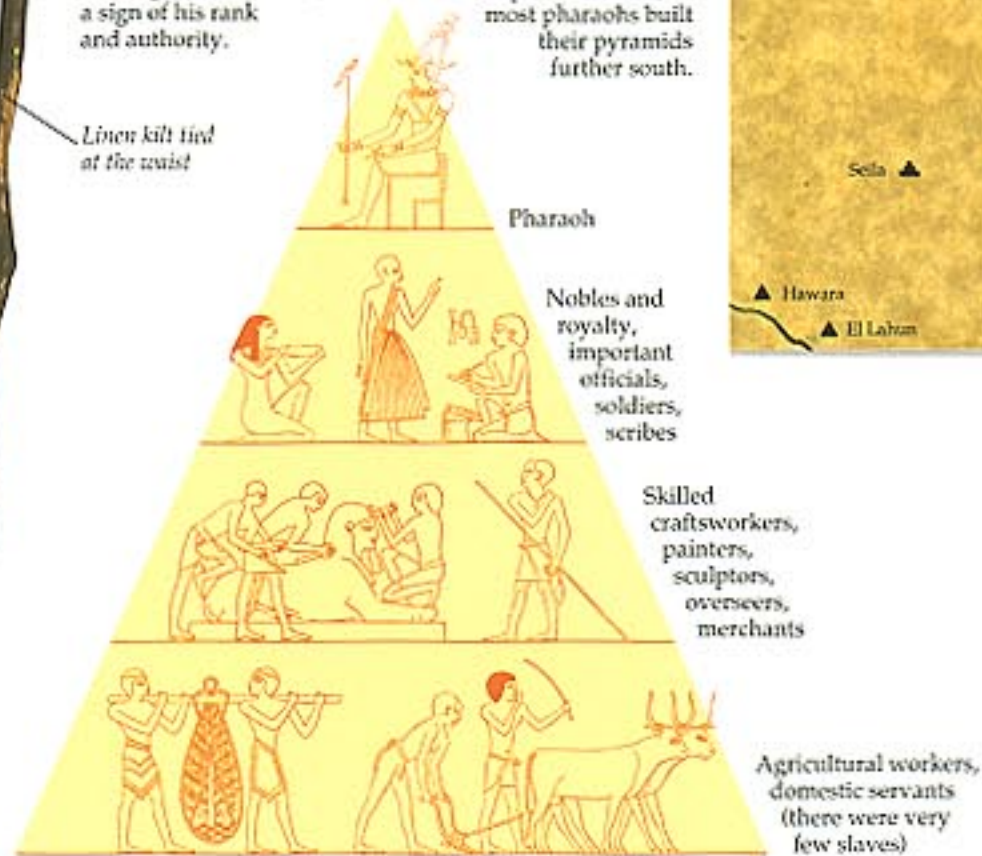 a sign of his rank
and authority.
most pharaohs built
their pyramids
further south.
Linen kilt tied
at the waist
Seila
Pharaoh
Hawara
El Lahun
Nobles and
royalty,
important
officials,
soldiers,
scribes
Skilled
craftsworkers,
painters,
sculptors,
overseers,
merchants
Agricultural workers,
domestic servants
(there were very
few slaves)